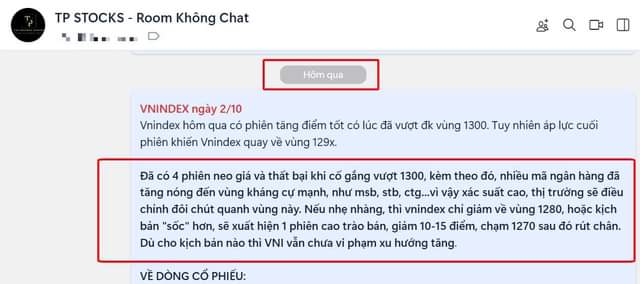 TP STOCKS - Room Không Chat
Hôm qua
VNINDEX ngày 2/10
Vnindex hôm qua có phiên tăng điểm tốt có lúc đã vượt đk vùng 1300. Tuy nhiên áp lực cuối
phiên khiến Vnindex quay về vùng 129x.
Đã có 4 phiên neo giá và thất bại khi cố gắng vượt 1300, kèm theo đó, nhiều mã ngân hàng đã
tăng nóng đến vùng kháng cự mạnh, như msb, stb, ctg...vì vậy xác suất cao, thị trường sẽ điều
chỉnh đôi chút quanh vùng này. Nếu nhẹ nhàng, thì vnindex chỉ giảm về vùng 1280, hoặc kịch
bản "sốc" hơn, sẽ xuất hiện 1 phiên cao trào bán, giảm 10-15 điểm, chạm 1270 sau đó rút chân.
Dù cho kịch bản nào thì VNI vẫn chưa vi phạm xu hướng tăng.
VỀ DÒNG CỔ PHIẾU: